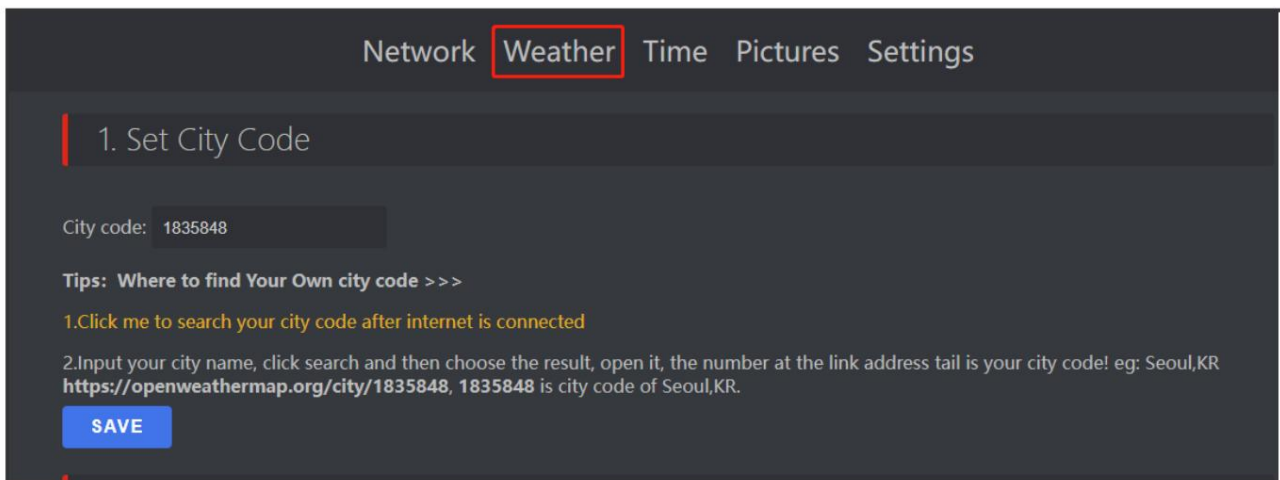 Network Weather Time Pictures Settings
1. Set City Code
City code: 1835848
Tips: Where to find Your Own city code >>>
1.Click me to search your city code after internet is connected
2.Input your city name, click search and then choose the result, open it, the number at the link address tail is your city code! eg: Seoul,KR
https://openweathermap.org/city/1835848, 1835848 is city code of Seoul,KR.
SAVE